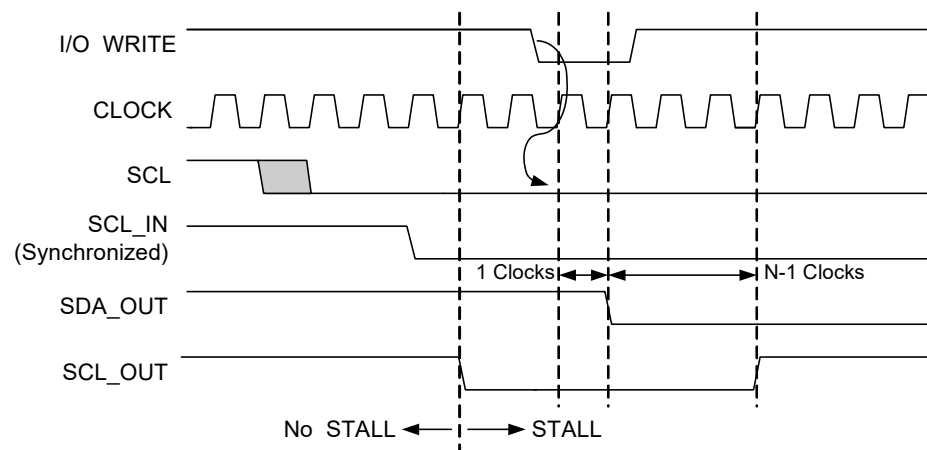 I/O WRITE
CLOCK
SCL
SCL_IN
(Synchronized)
1 Clocks
N-1 Clocks
SDA_OUT
SCL_OUT
No STALL
STALL